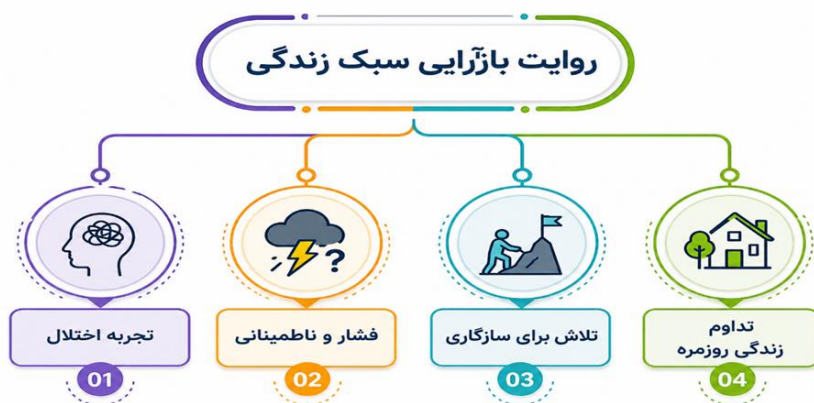 روایت بازآرایی سبک زندگی
?
تجربه اختلال
01
فشار و ناطمینانی
02
تلاش برای سازگاری
03
تداوم
زندگی روزمره
04